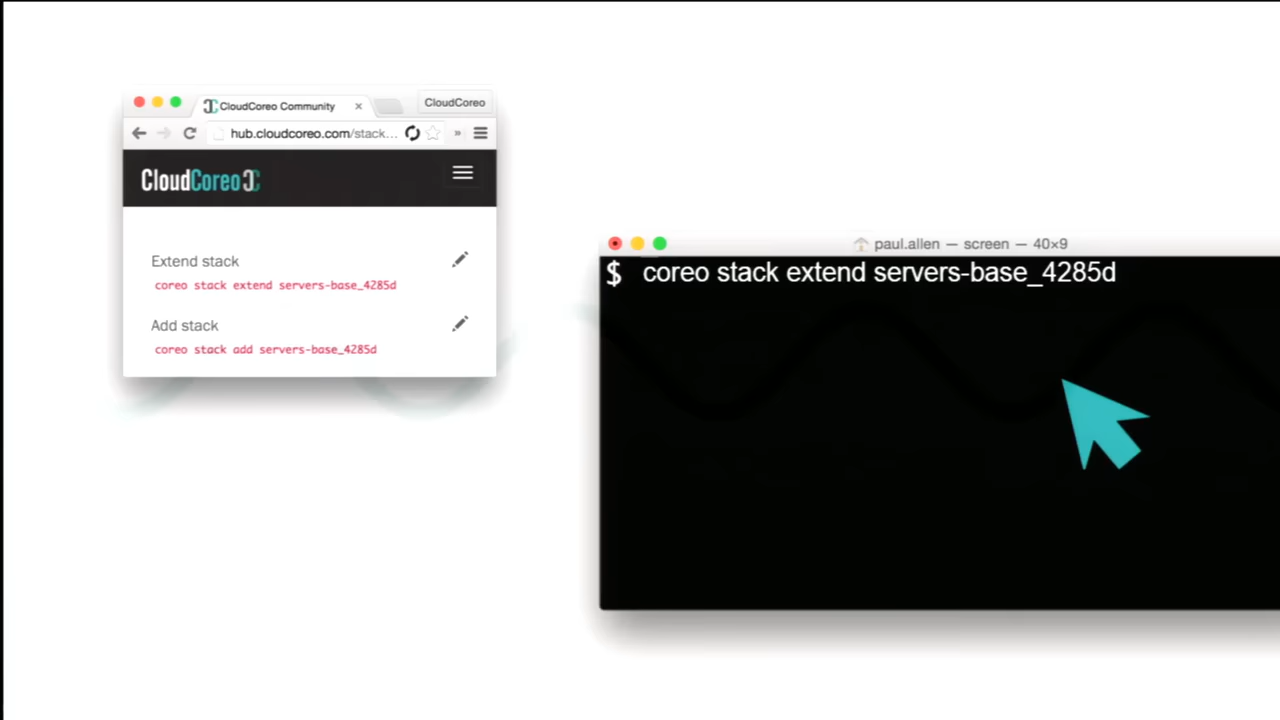 CloudCoreo Community
CloudCoreo
hub.cloudcoreo.com/stack...
CloudCoreo
Extend stack
coreo stack extend servers-base_4285d
Add stack
coreo stack add servers-base_4285d
paul.allen — screen — 40×9
$ coreo stack extend servers-base_4285d